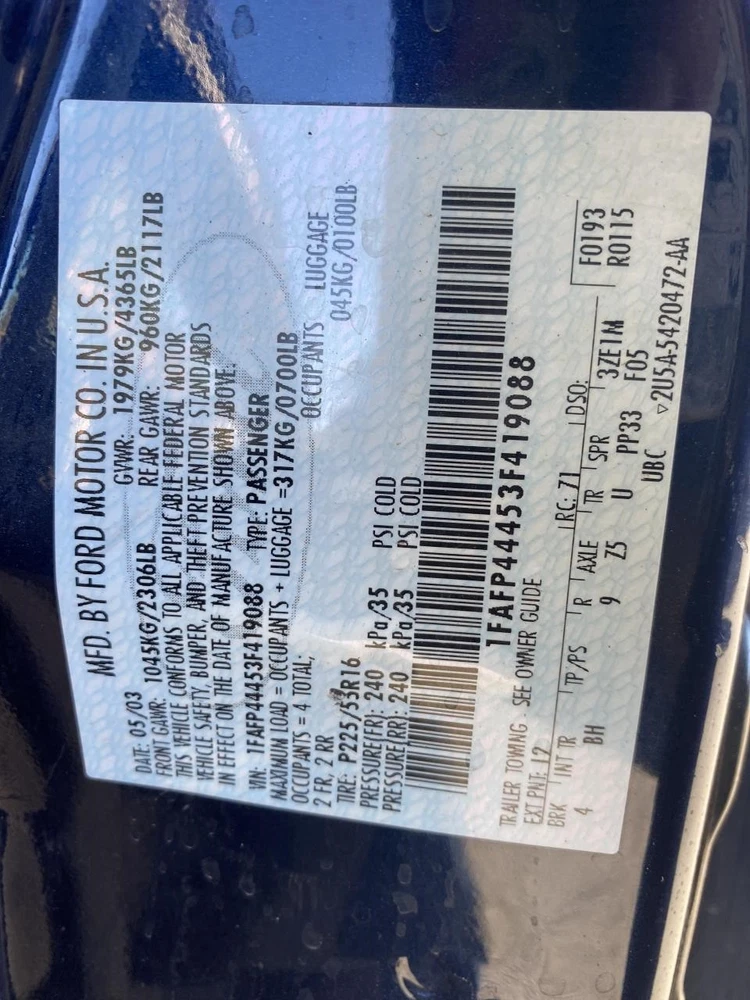 MFD. BY FORD MOTOR CO. IN U.S.A.
DATE: 05/03 GVWR: 1979KG/4365LB
FRONT GAWR: 1045KG/2306LB REAR GAWR: 960KG/2117LB
THIS VEHICLE CONFORMS TO ALL APPLICABLE FEDERAL MOTOR
VEHICLE SAFETY, BUMPER, AND THEFT PREVENTION STANDARDS
IN EFFECT ON THE DATE OF MANUFACTURE SHOWN ABOVE.
VIN: 1FAFP44453F419088 TYPE: PASSENGER
MAXIMUM LOAD = OCCUPANTS + LUGGAGE =317KG/0700LB
OCCUPANTS = 4 TOTAL, OCCUPANTS LUGGAGE
2 FR, 2 RR 045KG/0100LB
TIRE: P225/55R16
PRESSURE(FR): 240 kPa/35 PSI COLD
PRESSURE(RR): 240 kPa/35 PSI COLD
1FAFP44453F419088
TRAILER TOWING - SEE OWNER GUIDE
EXT PNT: L2 RC: 71 DSO:
BRK INT TR TP/PS R AXLE TR SPR F0193
4 BH 9 Z5 U PP33 3ZE1M R0115
UBC F05
▽2U5A-5420472-AA